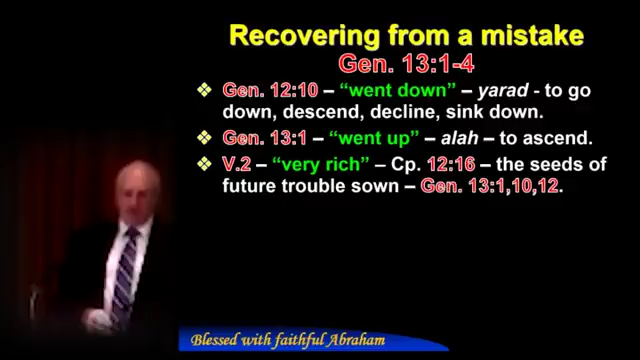 Recovering from a mistake
Gen. 13:1-4
❖ Gen. 12:10 – “went down” – yarad - to go
down, descend, decline, sink down.
❖ Gen. 13:1 – “went up” – alah – to ascend.
❖ V.2 – “very rich” – Cp. 12:16 – the seeds of
future trouble sown – Gen. 13:1,10,12.
Blessed with faithful Abraham